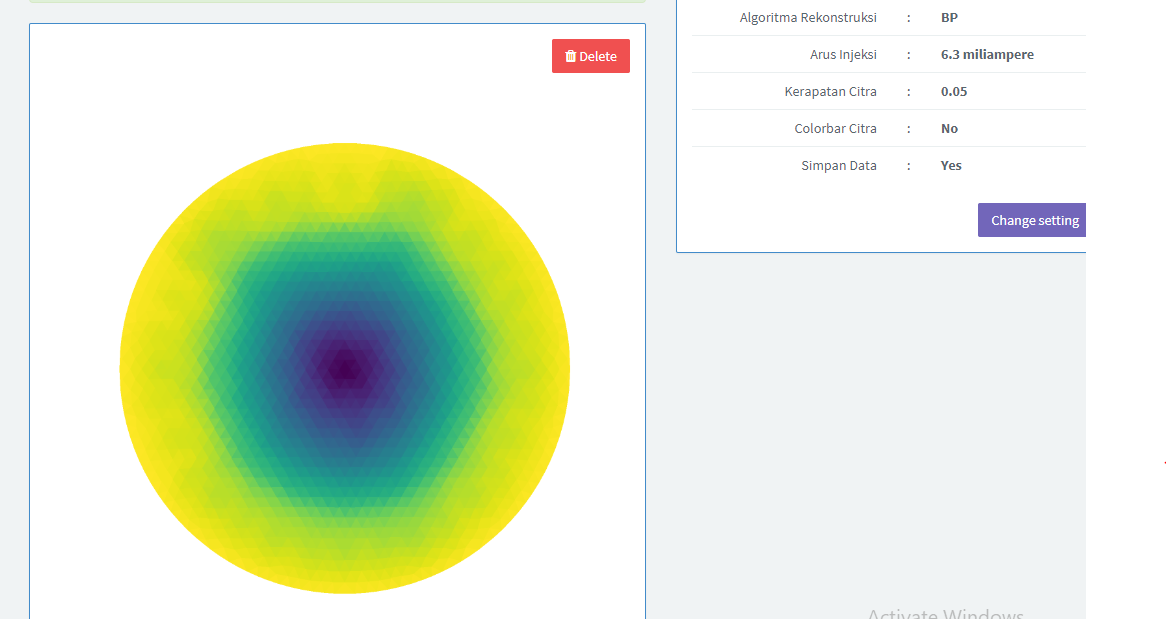 Delete
Algoritma Rekonstruksi : BP
Arus Injeksi : 6.3 miliampere
Kerapatan Citra : 0.05
Colorbar Citra : No
Simpan Data : Yes
Change setting
Activate Windows